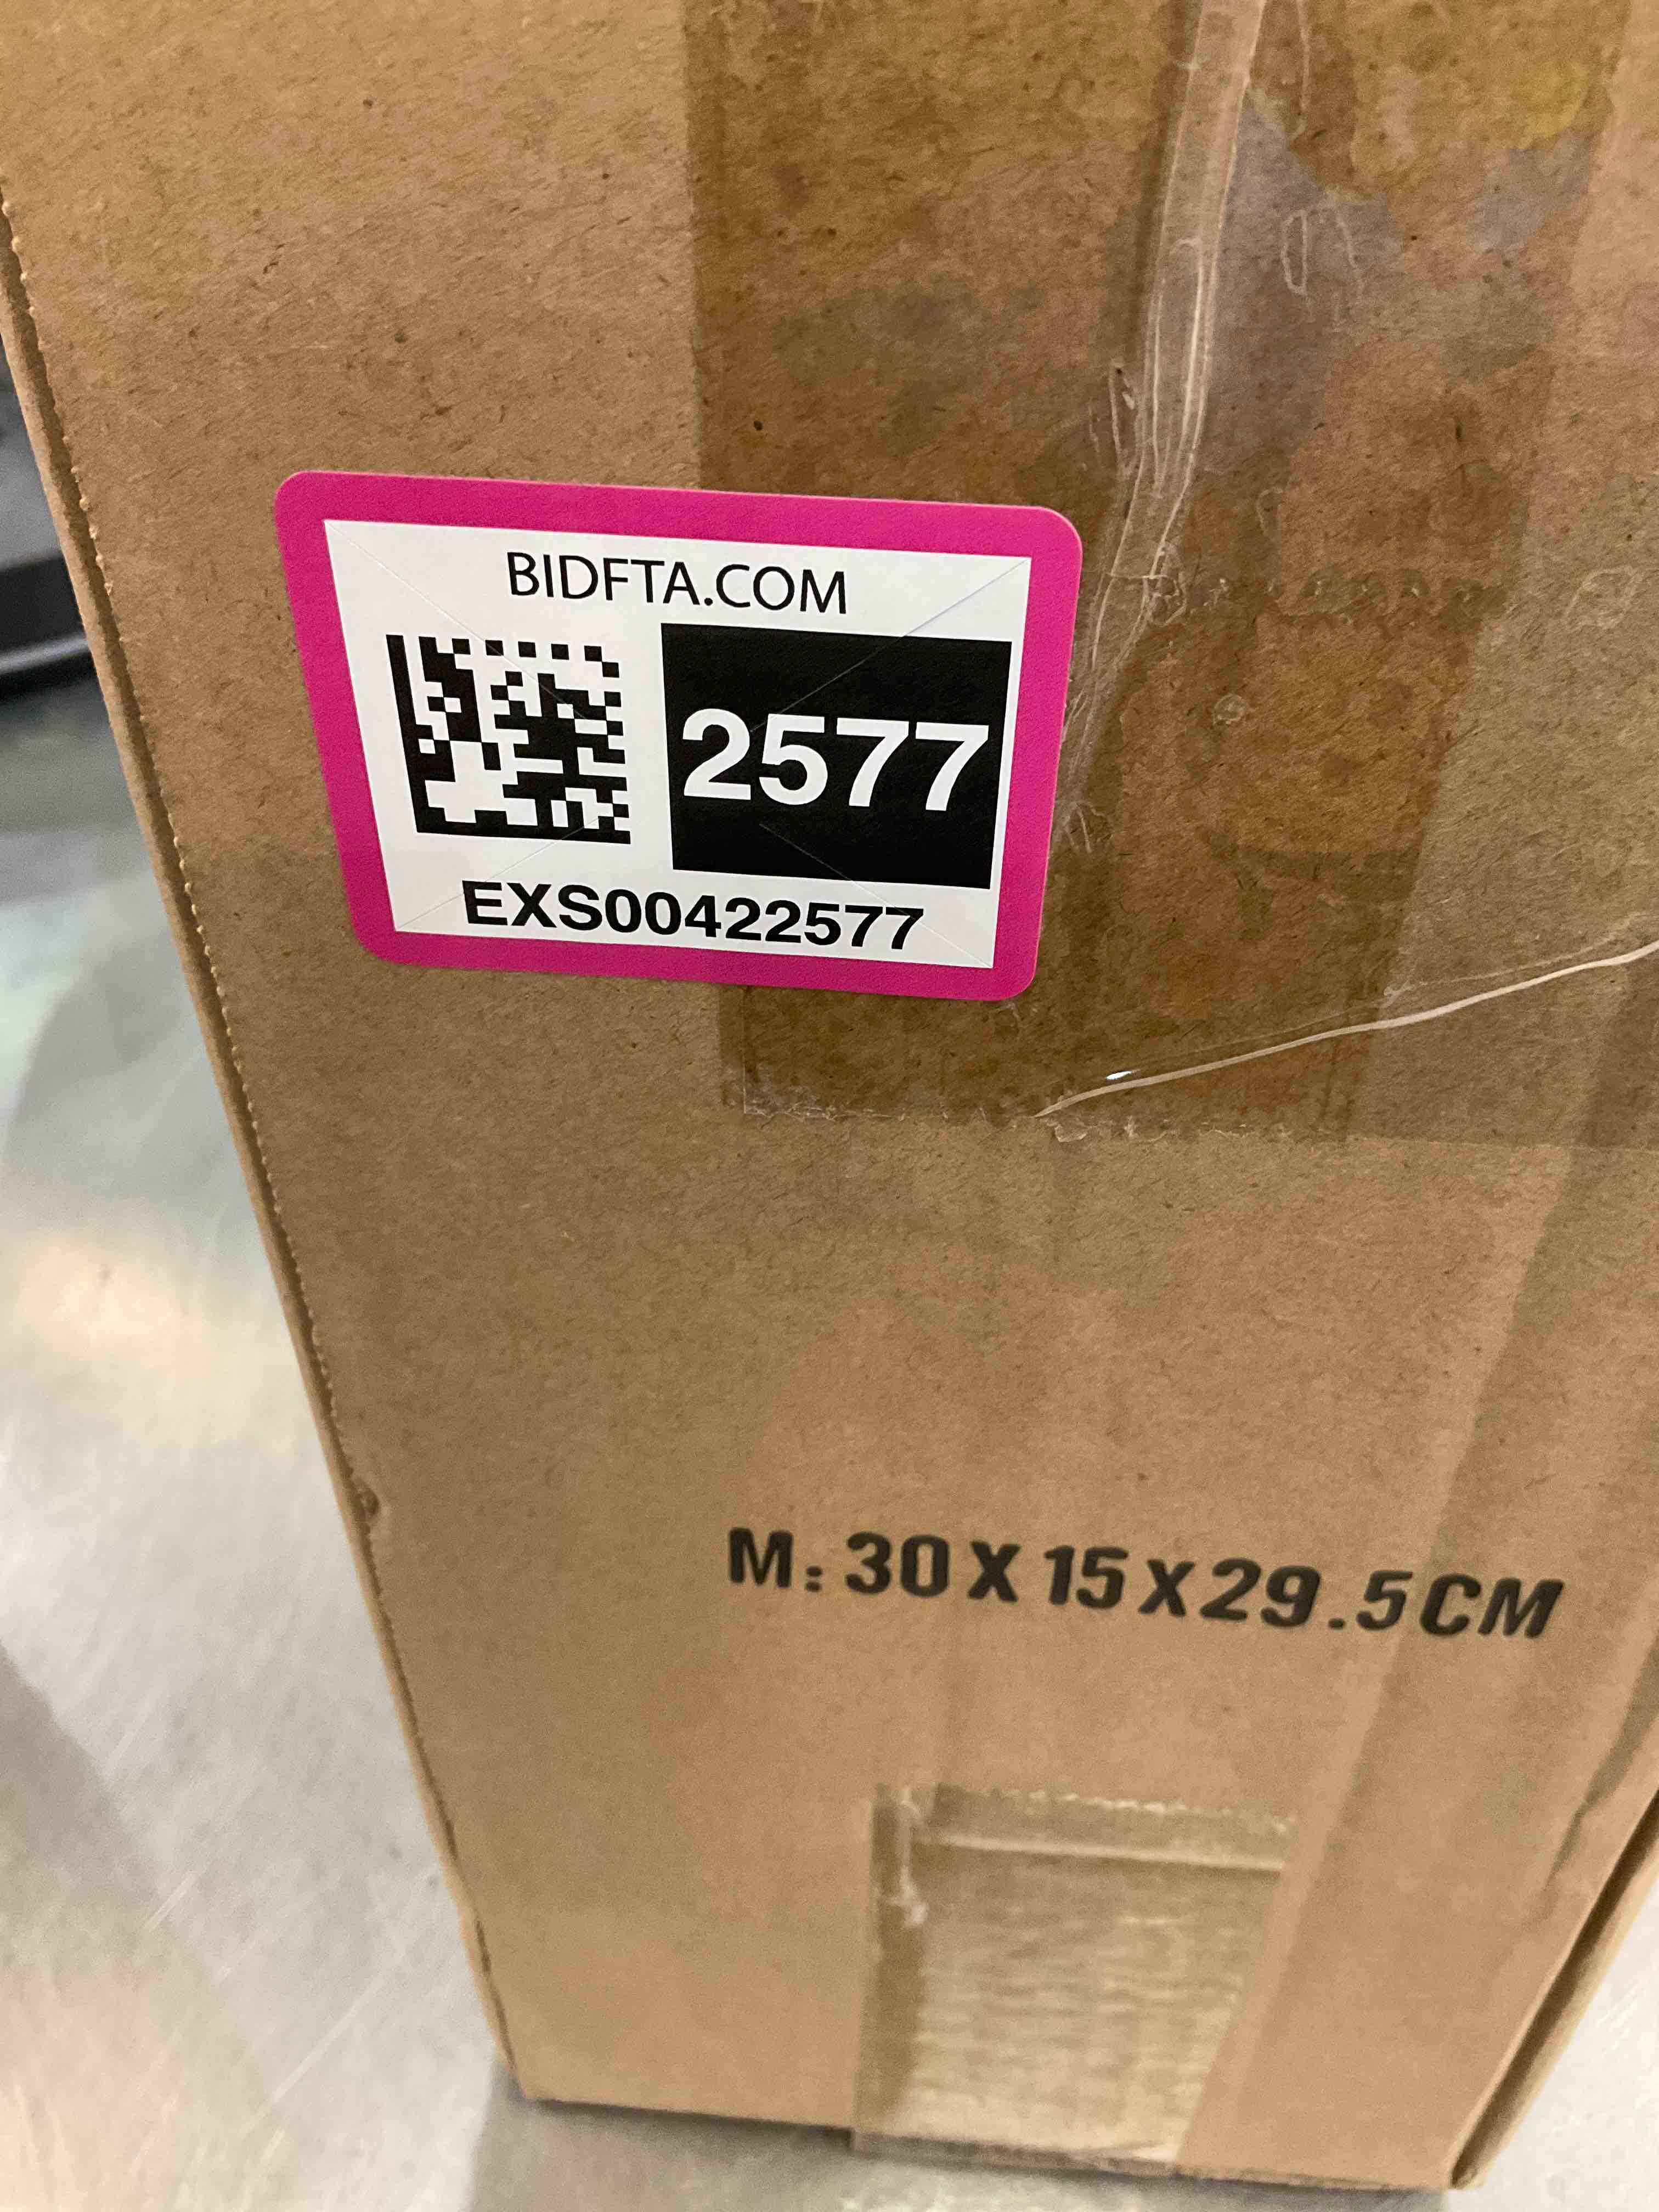 BIDFTA.COM
2577
EXS00422577
M: 30 X 15 X 29.5CM